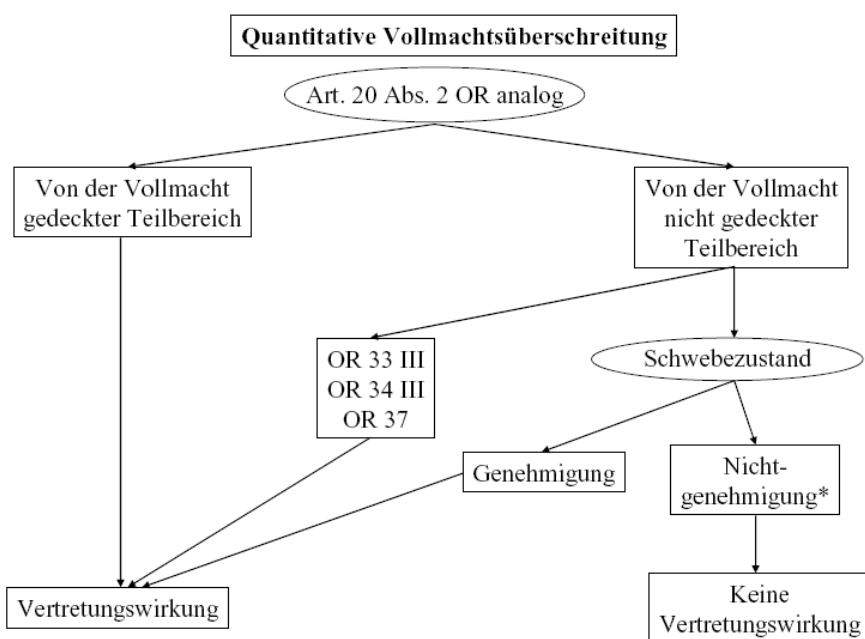 Quantitative Vollmachtsüberschreitung
Art. 20 Abs. 2 OR analog
Von der Vollmacht
gedeckter Teilbereich
Von der Vollmacht
nicht gedeckter
Teilbereich
OR 33 III
OR 34 III
OR 37
Schwebezustand
Genehmigung
Nicht-
genehmigung*
Vertretungswirkung
Keine
Vertretungswirkung